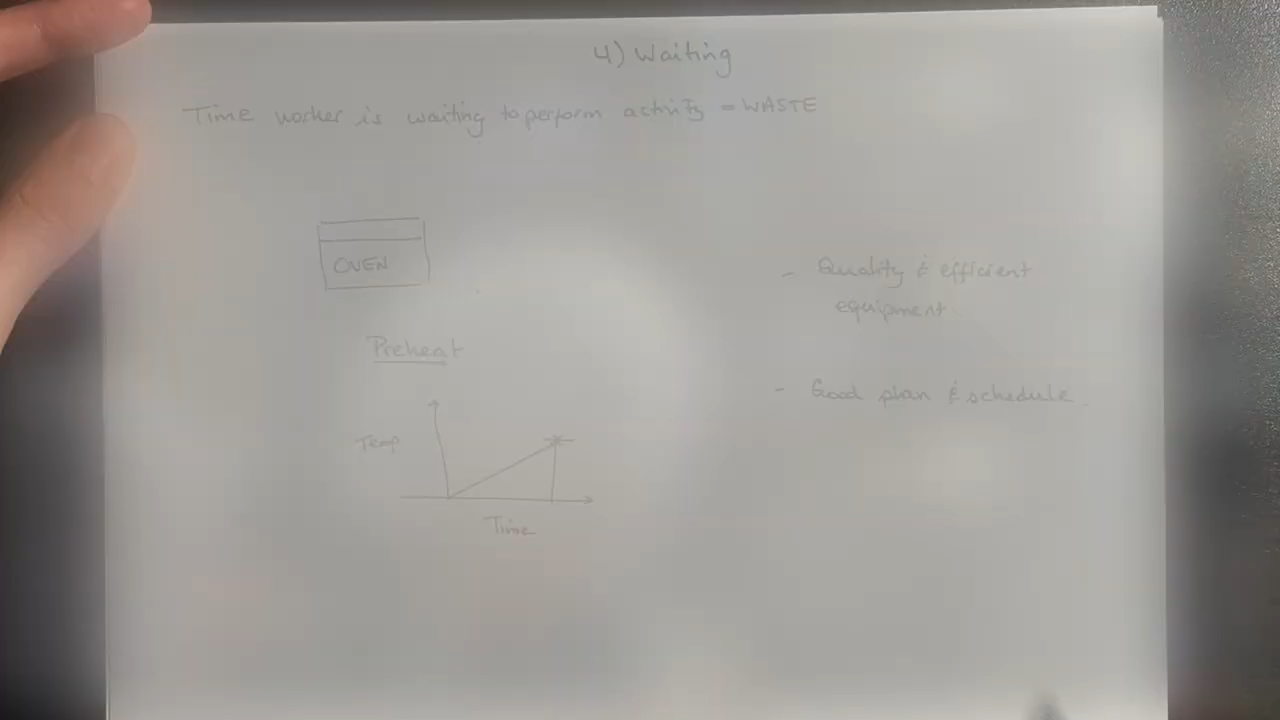 4) Waiting
Time worker is waiting to perform activity = WASTE
OVEN
- Quality & efficient
equipment
Preheat
- Good plan & schedule
Temp
Time